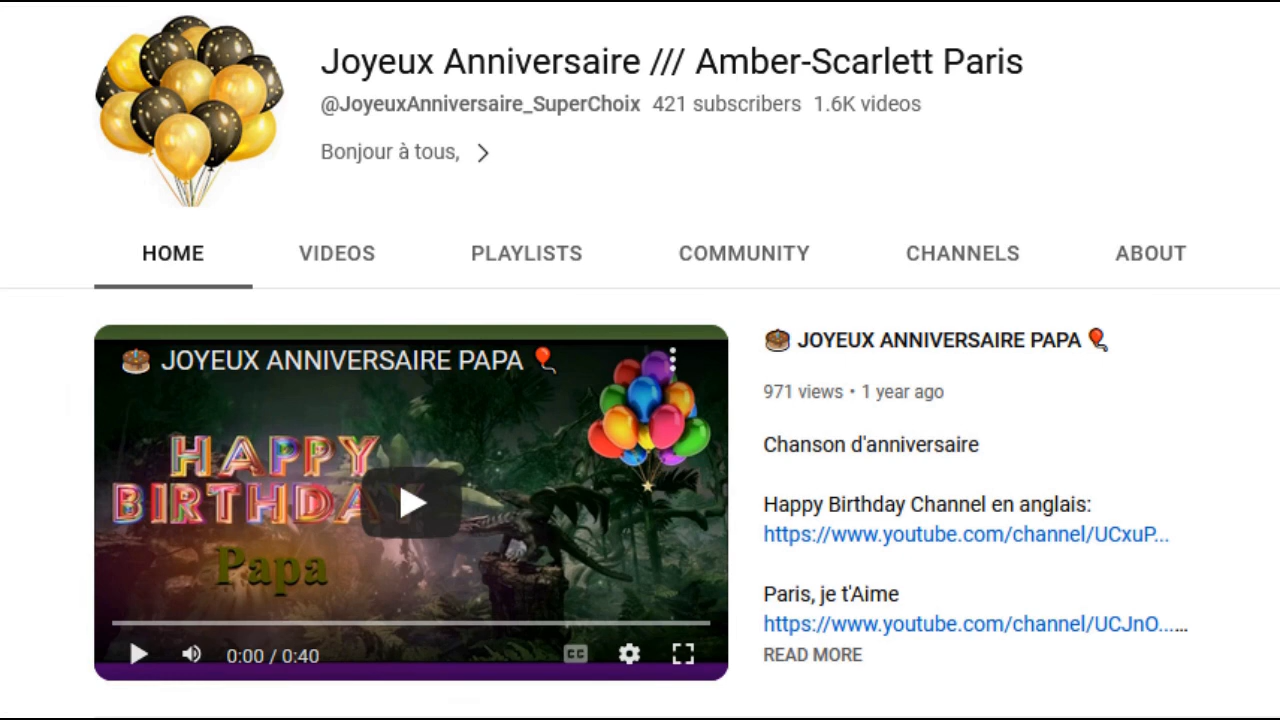 Joyeux Anniversaire /// Amber-Scarlett Paris
@JoyeuxAnniversaire_SuperChoix 421 subscribers 1.6K videos
Bonjour à tous,
HOME VIDEOS PLAYLISTS COMMUNITY CHANNELS ABOUT
🎂 JOYEUX ANNIVERSAIRE PAPA 🎈
HAPPY
BIRTHDAY
Papa
0:00 / 0:40
CC
🎂 JOYEUX ANNIVERSAIRE PAPA 🎈
971 views • 1 year ago
Chanson d'anniversaire
Happy Birthday Channel en anglais:
https://www.youtube.com/channel/UCxuP...
Paris, je t'Aime
https://www.youtube.com/channel/UCJnO......
READ MORE